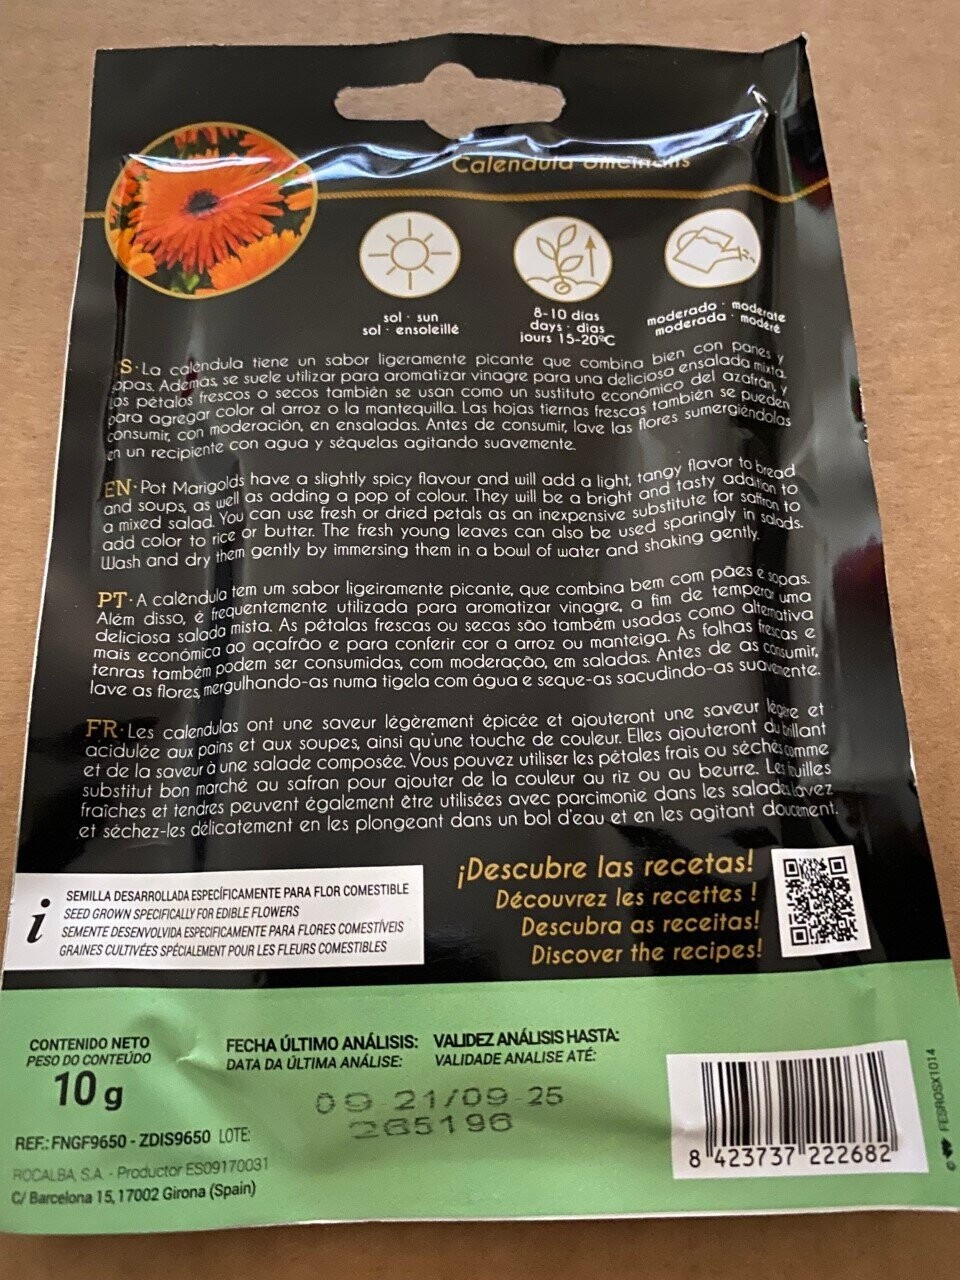 Calendula officinalis
sol · sun
sol · ensoleillé
8-10 dias
days · dias
jours 15-20ºC
moderado · moderate
moderada · modéré
S · La caléndula tiene un sabor ligeramente picante que combina bien con panes y
opas. Además, se suele utilizar para aromatizar vinagre para una deliciosa ensalada mixta.
os pétalos frescos o secos también se usan como un sustituto económico del azafrán, y
para agregar color al arroz o la mantequilla. Las hojas tiernas frescas también se pueden
consumir, con moderación, en ensaladas. Antes de consumir, lave las flores sumergiéndolas
en un recipiente con agua y séquelas agitando suavemente.
EN · Pot Marigolds have a slightly spicy flavour and will add a light, tangy flavor to bread
and soups, as well as adding a pop of colour. They will be a bright and tasty addition to
a mixed salad. You can use fresh or dried petals as an inexpensive substitute for saffron to
add color to rice or butter. The fresh young leaves can also be used sparingly in salads.
Wash and dry them gently by immersing them in a bowl of water and shaking gently.
PT · A calêndula tem um sabor ligeiramente picante, que combina bem com pães e sopas.
Além disso, é frequentemente utilizada para aromatizar vinagre, a fim de temperar uma
deliciosa salada mista. As pétalas frescas ou secas são também usadas como alternativa
mais económica ao açafrão e para conferir cor a arroz ou manteiga. As folhas frescas e
tenras também podem ser consumidas, com moderação, em saladas. Antes de as consumir,
lave as flores, mergulhando-as numa tigela com água e seque-as sacudindo-as suavemente.
FR · Les calendulas ont une saveur légèrement épicée et ajouteront une saveur légère et
acidulée aux pains et aux soupes, ainsi qu'une touche de couleur. Elles ajouteront du brillant
et de la saveur à une salade composée. Vous pouvez utiliser les pétales frais ou séchés comme
substitut bon marché au safran pour ajouter de la couleur au riz ou au beurre. Les feuilles
fraîches et tendres peuvent également être utilisées avec parcimonie dans les salades. Lavez
et séchez-les délicatement en les plongeant dans un bol d'eau et en les agitant doucement.
i
SEMILLA DESARROLLADA ESPECÍFICAMENTE PARA FLOR COMESTIBLE
SEED GROWN SPECIFICALLY FOR EDIBLE FLOWERS
SEMENTE DESENVOLVIDA ESPECIFICAMENTE PARA FLORES COMESTÍVEIS
GRAINES CULTIVÉES SPÉCIALEMENT POUR LES FLEURS COMESTIBLES
¡Descubre las recetas!
Découvrez les recettes !
Descubra as receitas!
Discover the recipes!
CONTENIDO NETO
PESO DO CONTEÚDO
10 g
FECHA ÚLTIMO ANÁLISIS:
DATA DA ÚLTIMA ANÁLISE:
VALIDEZ ANÁLISIS HASTA:
VALIDADE ANALISE ATÉ:
09 21/09 25
265196
REF.: FNGF9650 - ZDIS9650 LOTE:
ROCALBA, S.A. - Productor ES09170031
C/ Barcelona 15, 17002 Girona (Spain)
8 423737 222682
FESROSX1014